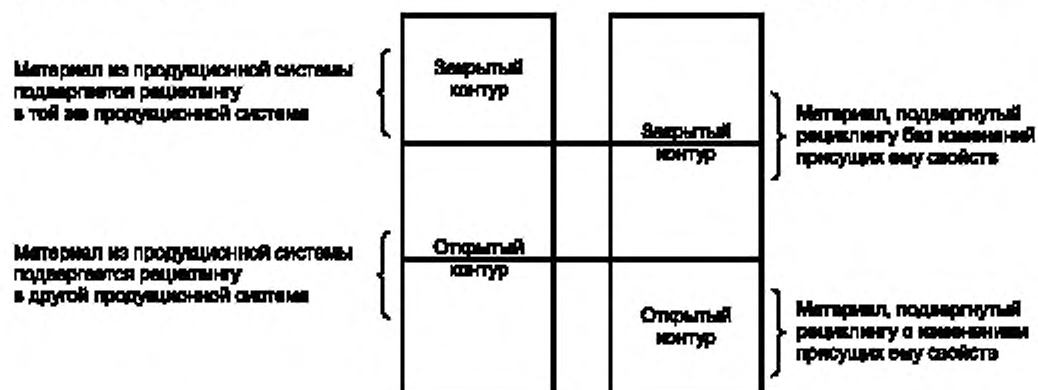 Материал из продукционной системы
подвергается рециклингу
в той же продукционной системе
Закрытый
контур
Закрытый
контур
Материал, подвергнутый
рециклингу без изменений
присущих ему свойств
Материал из продукционной системы
подвергается рециклингу
в другой продукционной системе
Открытый
контур
Открытый
контур
Материал, подвергнутый
рециклингу с изменениями
присущих ему свойств